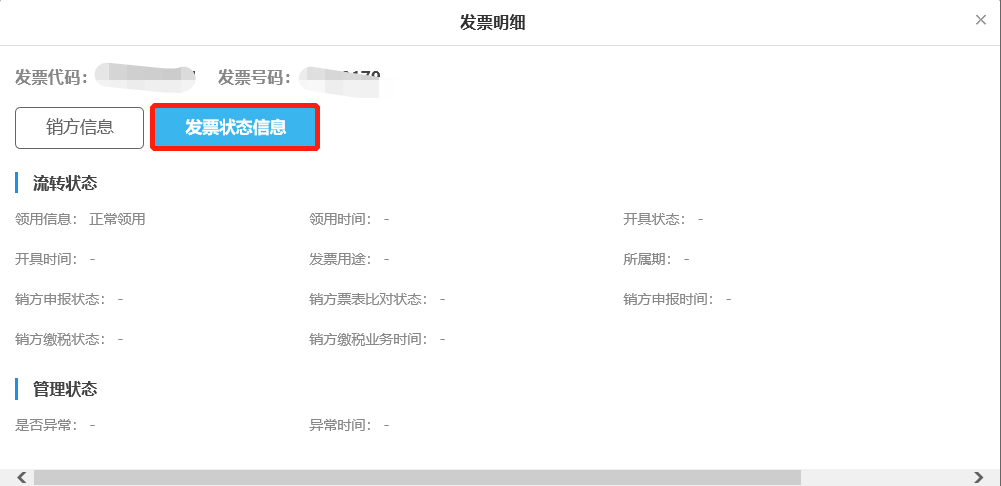 发票明细 ×
发票代码： 发票号码：
销方信息 发票状态信息
流转状态
领用信息： 正常领用 领用时间： - 开具状态： -
开具时间： - 发票用途： - 所属期： -
销方申报状态： - 销方票表比对状态： - 销方申报时间： -
销方缴税状态： - 销方缴税业务时间： -
管理状态
是否异常： - 异常时间： -